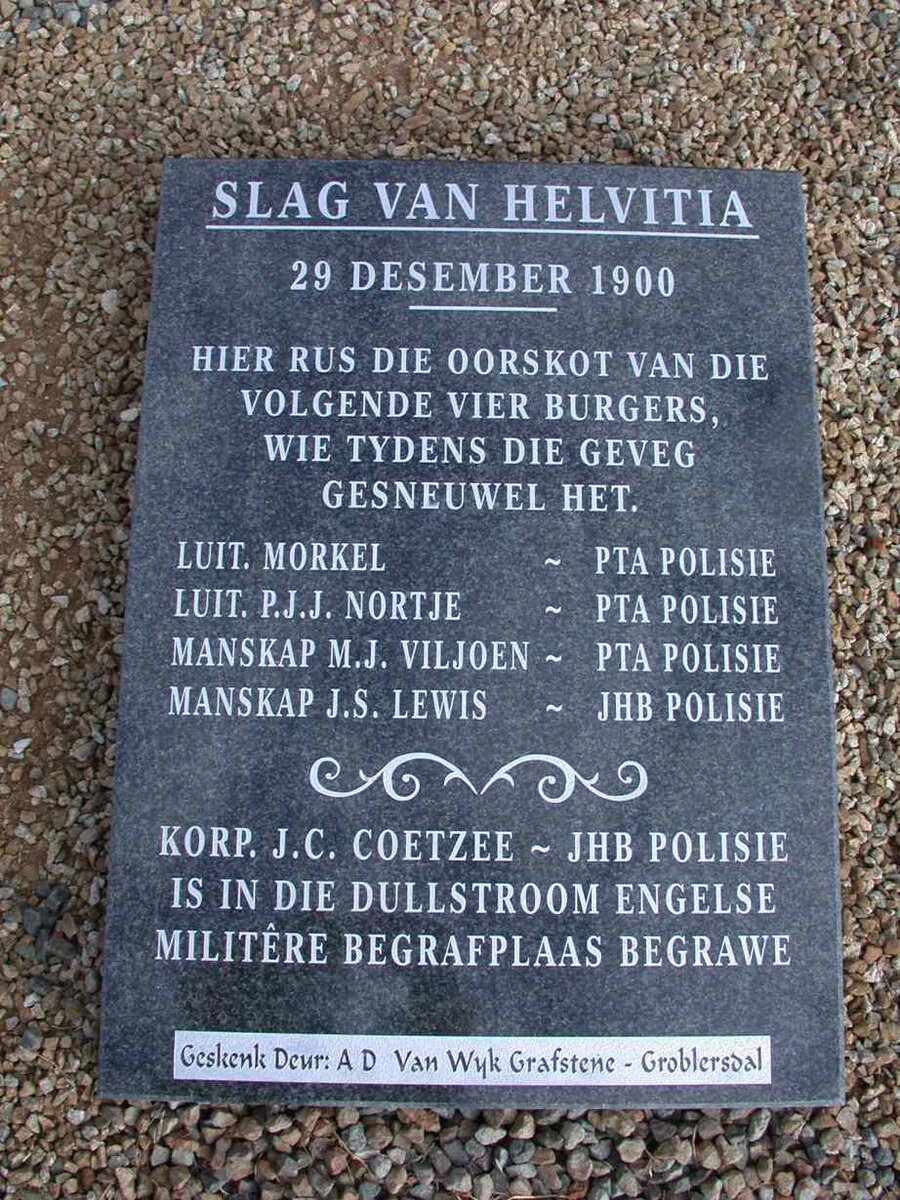 SLAG VAN HELVITIA
29 DESEMBER 1900
HIER RUS DIE OORSKOT VAN DIE
VOLGENDE VIER BURGERS,
WIE TYDENS DIE GEVEG
GESNEUWEL HET.
LUIT. MORKEL ~ PTA POLISIE
LUIT. P.J.J. NORTJE ~ PTA POLISIE
MANSKAP M.J. VILJOEN ~ PTA POLISIE
MANSKAP J.S. LEWIS ~ JHB POLISIE
KORP. J.C. COETZEE ~ JHB POLISIE
IS IN DIE DULLSTROOM ENGELSE
MILITÊRE BEGRAFPLAAS BEGRAWE
Geskenk Deur: A D Van Wyk Grafstene - Groblersdal